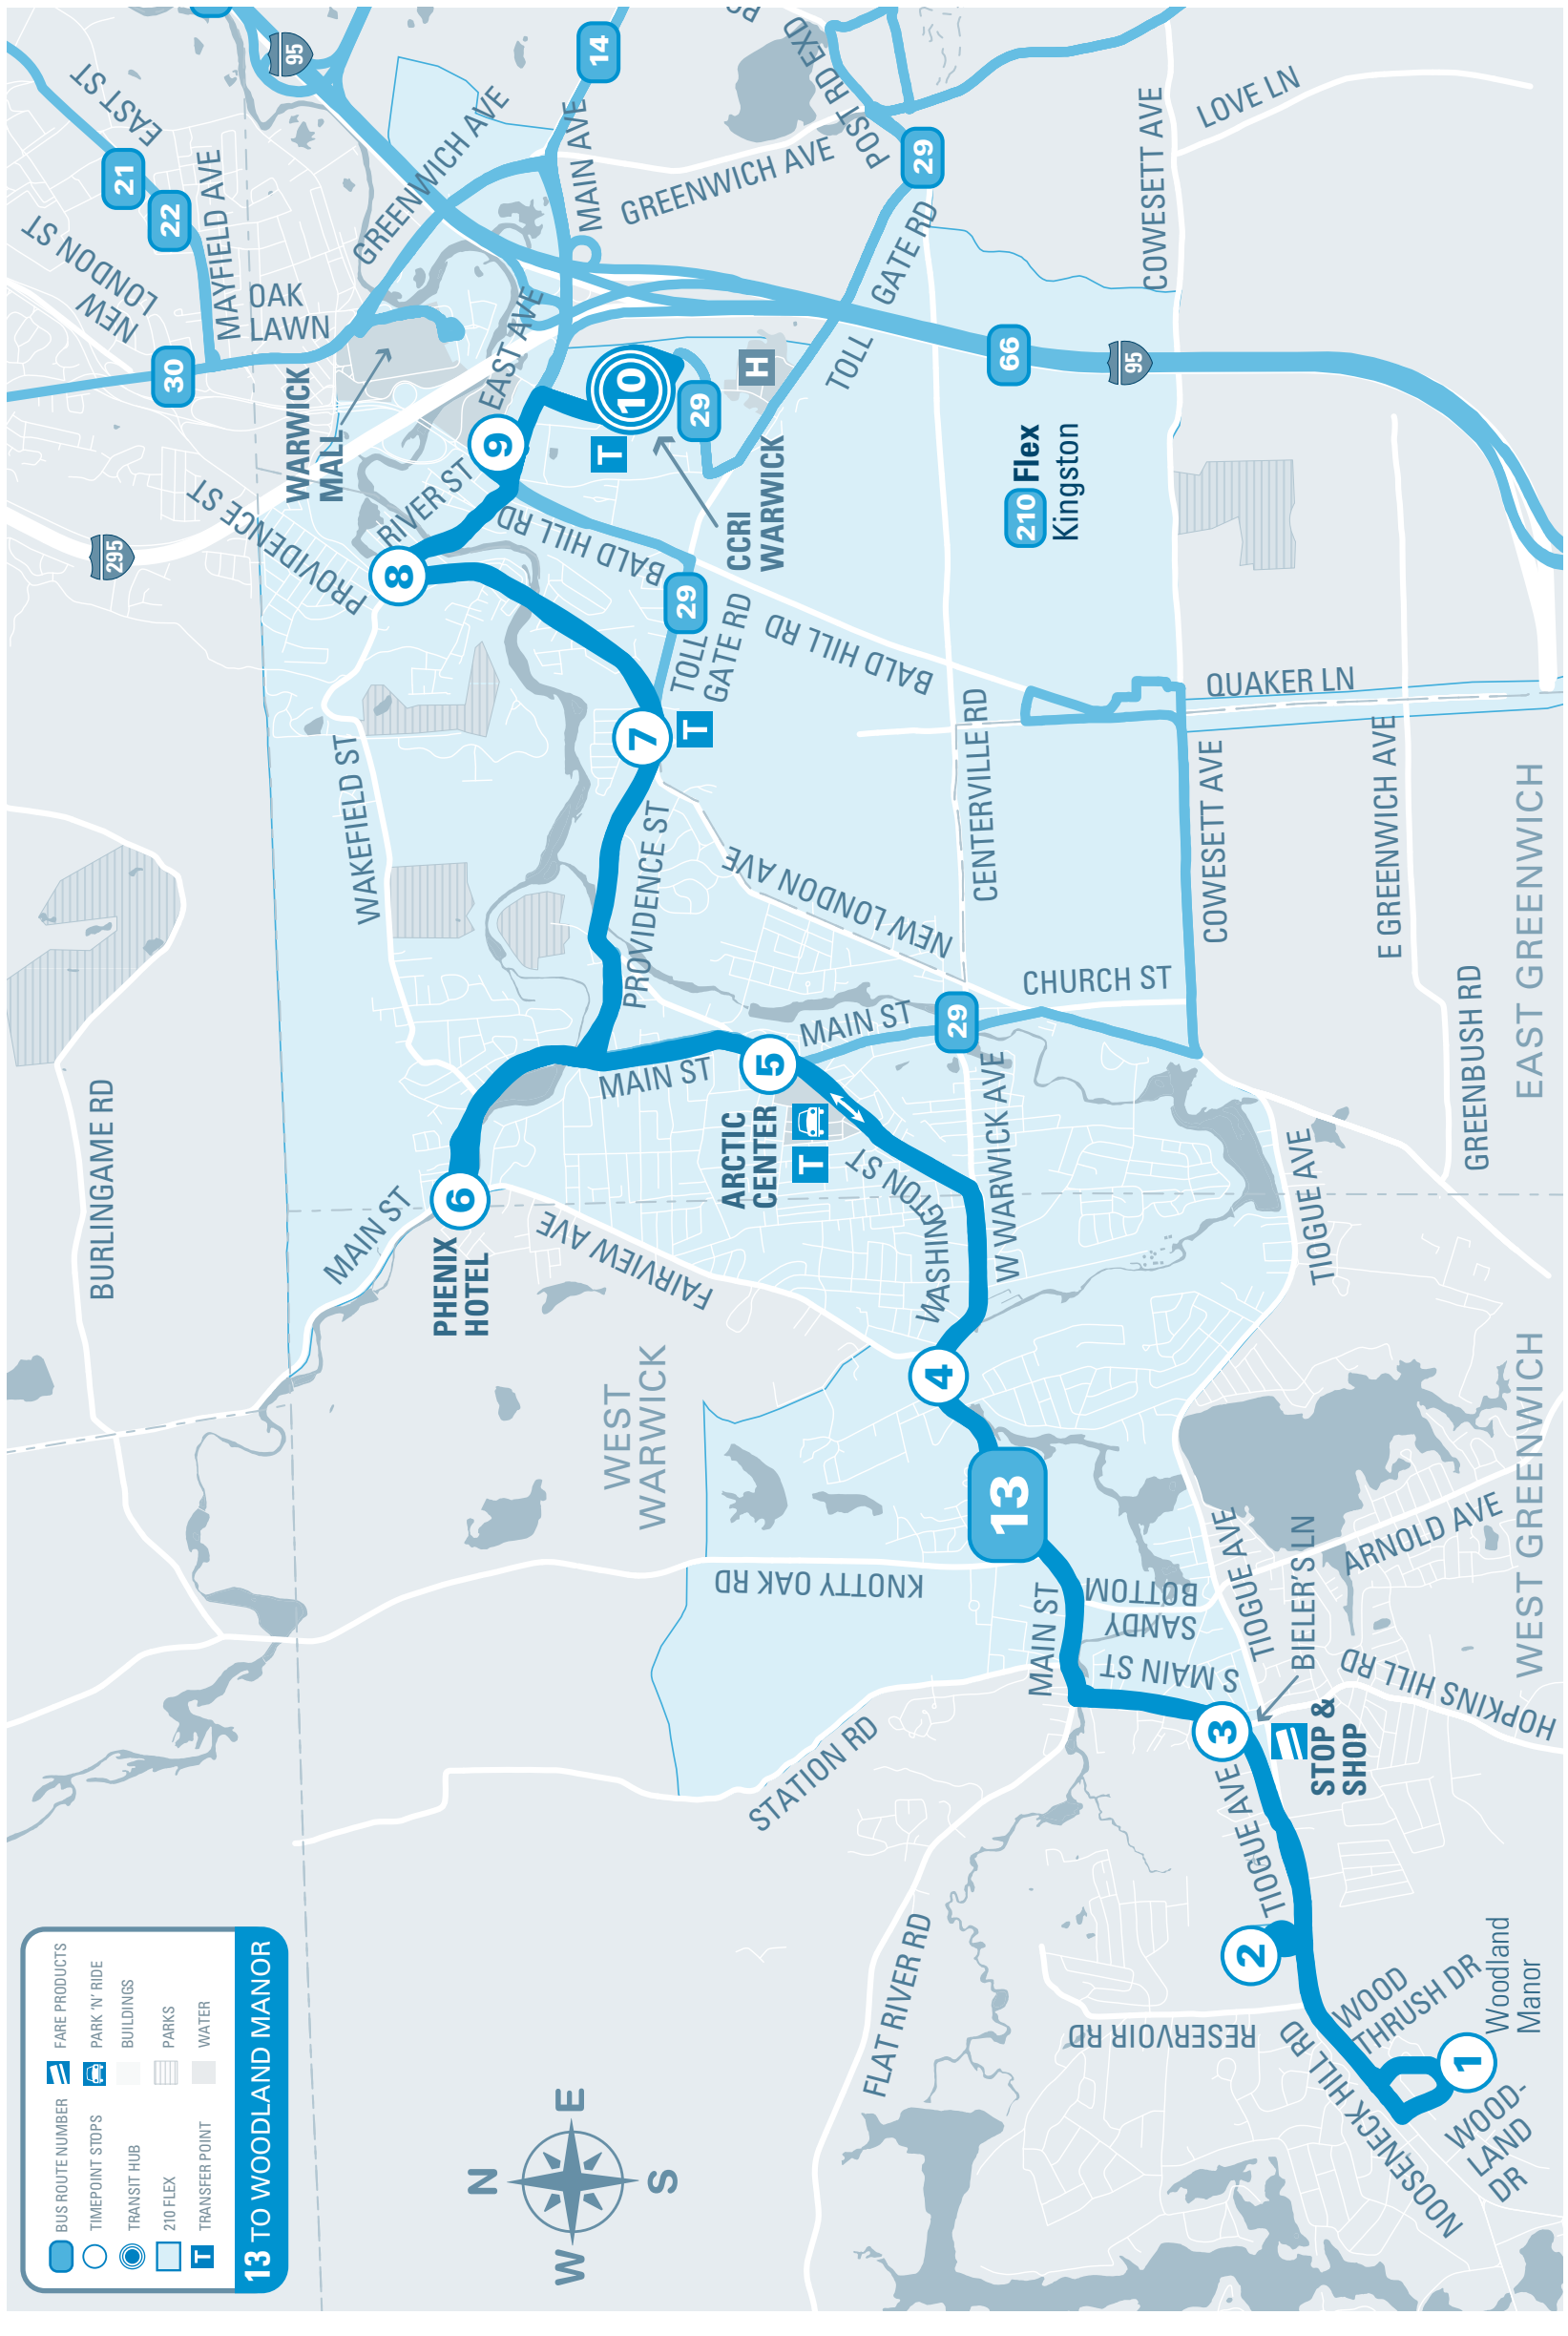 13 TO WOODLAND MANOR
BUS ROUTE NUMBER
TIMEPOINT STOPS
TRANSIT HUB
210 FLEX
T
TRANSFER POINT
FARE PRODUCTS
PARK 'N' RIDE
BUILDINGS
PARKS
WATER
N
E
S
W
BURLINGAME RD
MAIN ST
PHENIX
HOTEL
6
WAKEFIELD ST
PROVIDENCE ST
295
8
RIVER ST
WARWICK
MALL
30
NEW
LONDON ST
MAYFIELD AVE
OAK
LAWN
22
21
EAST ST
95
GREENWICH AVE
14
MAIN AVE
EAST AVE
9
10
T
29
H
CCRI
WARWICK
GREENWICH AVE
POST RD EXD
29
TOLL
GATE RD
66
95
COWESETT AVE
LOVE LN
BALD HILL RD
29
TOLL
GATE RD
BALD HILL RD
7
T
210 Flex
Kingston
QUAKER LN
PROVIDENCE ST
NEW LONDON AVE
CENTERVILLE RD
COWESETT AVE
E GREENWICH AVE
EAST GREENWICH
GREENBUSH RD
CHURCH ST
29
MAIN ST
MAIN ST
5
ARCTIC
CENTER
T
WASHINGTON ST
W WARWICK AVE
TIOGUE AVE
FAIRVIEW AVE
WEST
WARWICK
4
13
KNOTTY OAK RD
MAIN ST
SANDY
BOTTOM
S MAIN ST
TIOGUE AVE
BIELER'S LN
ARNOLD AVE
WEST GREENWICH
HOPKINS HILL RD
STATION RD
3
STOP &
SHOP
TIOGUE AVE
2
FLAT RIVER RD
RESERVOIR RD
NOOSENECK HILL RD
WOOD
THRUSH DR
1
Woodland
Manor
WOOD-
LAND
DR